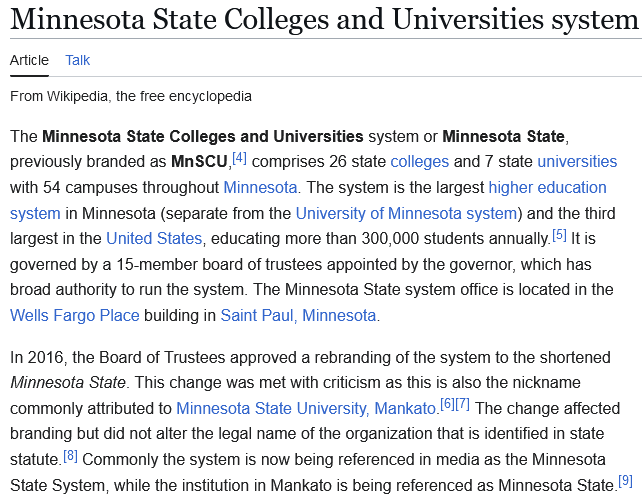 Minnesota State Colleges and Universities system
Article Talk
From Wikipedia, the free encyclopedia
The Minnesota State Colleges and Universities system or Minnesota State,
previously branded as MnSCU,[4] comprises 26 state colleges and 7 state universities
with 54 campuses throughout Minnesota. The system is the largest higher education
system in Minnesota (separate from the University of Minnesota system) and the third
largest in the United States, educating more than 300,000 students annually.[5] It is
governed by a 15-member board of trustees appointed by the governor, which has
broad authority to run the system. The Minnesota State system office is located in the
Wells Fargo Place building in Saint Paul, Minnesota.
In 2016, the Board of Trustees approved a rebranding of the system to the shortened
Minnesota State. This change was met with criticism as this is also the nickname
commonly attributed to Minnesota State University, Mankato.[6][7] The change affected
branding but did not alter the legal name of the organization that is identified in state
statute.[8] Commonly the system is now being referenced in media as the Minnesota
State System, while the institution in Mankato is being referenced as Minnesota State.[9]